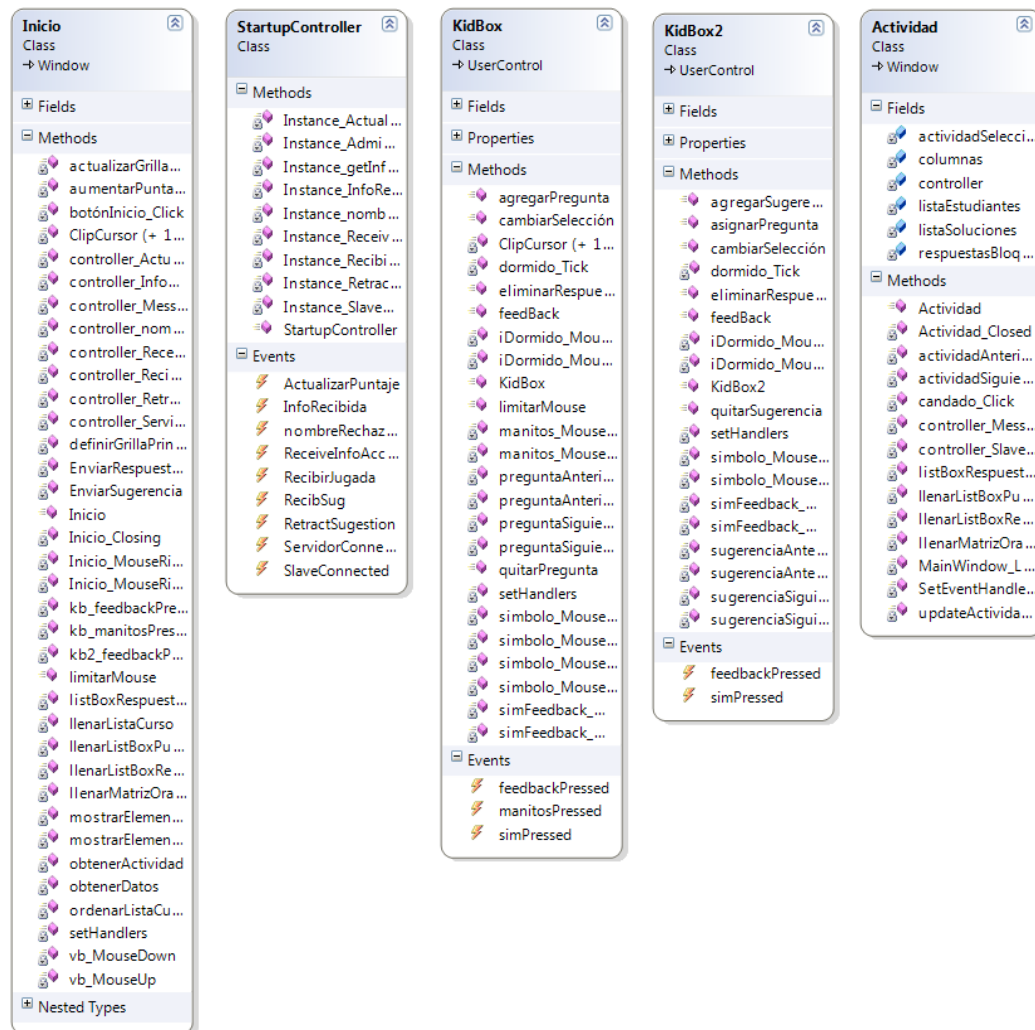 Inicio
Class
Window
Fields
Methods
actualizarGrilla...
aumentarPunta...
botónInicio_Click
ClipCursor (+ 1...
controller_Actu...
controller_Info...
controller_Mess...
controller_nom...
controller_Rece...
controller_Reci...
controller_Retr...
controller_Servi...
definirGrillaPrin...
EnviarRespuest...
EnviarSugerencia
Inicio
Inicio_Closing
Inicio_MouseRi...
Inicio_MouseRi...
kb_feedbackPre...
kb_manitosPres...
kb2_feedbackP...
limitarMouse
listBoxRespuest...
llenarListaCurso
llenarListBoxPu...
llenarListBoxRe...
llenarMatrizOra...
mostrarElemen...
mostrarElemen...
obtenerActividad
obtenerDatos
ordenarListaCu...
setHandlers
vb_MouseDown
vb_MouseUp
Nested Types
StartupController
Class
Methods
Instance_Actual...
Instance_Admi...
Instance_getInf...
Instance_InfoRe...
Instance_nomb...
Instance_Receiv...
Instance_Recibi...
Instance_Retrac...
Instance_Slave...
StartupController
Events
ActualizarPuntaje
InfoRecibida
nombreRechaz...
ReceiveInfoAcc...
RecibirJugada
RecibSug
RetractSugestion
ServidorConne...
SlaveConnected
KidBox
Class
UserControl
Fields
Properties
Methods
agregarPregunta
cambiarSelección
ClipCursor (+ 1...
dormido_Tick
eliminarRespue...
feedBack
iDormido_Mou...
iDormido_Mou...
KidBox
limitarMouse
manitos_Mouse...
manitos_Mouse...
preguntaAnteri...
preguntaAnteri...
preguntaSiguie...
preguntaSiguie...
quitarPregunta
setHandlers
simbolo_Mouse...
simbolo_Mouse...
simbolo_Mouse...
simbolo_Mouse...
simFeedback_...
simFeedback_...
Events
feedbackPressed
manitosPressed
simPressed
KidBox2
Class
UserControl
Fields
Properties
Methods
agregarSugere...
asignarPregunta
cambiarSelección
dormido_Tick
eliminarRespue...
feedBack
iDormido_Mou...
iDormido_Mou...
KidBox2
quitarSugerencia
setHandlers
simbolo_Mouse...
simbolo_Mouse...
simFeedback_...
simFeedback_...
sugerenciaAnte...
sugerenciaAnte...
sugerenciaSigui...
sugerenciaSigui...
Events
feedbackPressed
simPressed
Actividad
Class
Window
Fields
actividadSelecci...
columnas
controller
listaEstudiantes
listaSoluciones
respuestasBloq...
Methods
Actividad
Actividad_Closed
actividadAnteri...
actividadSiguie...
candado_Click
controller_Mess...
controller_Slave...
listBoxRespuest...
llenarListBoxPu...
llenarListBoxRe...
llenarMatrizOra...
MainWindow_L...
SetEventHandle...
updateActivida...